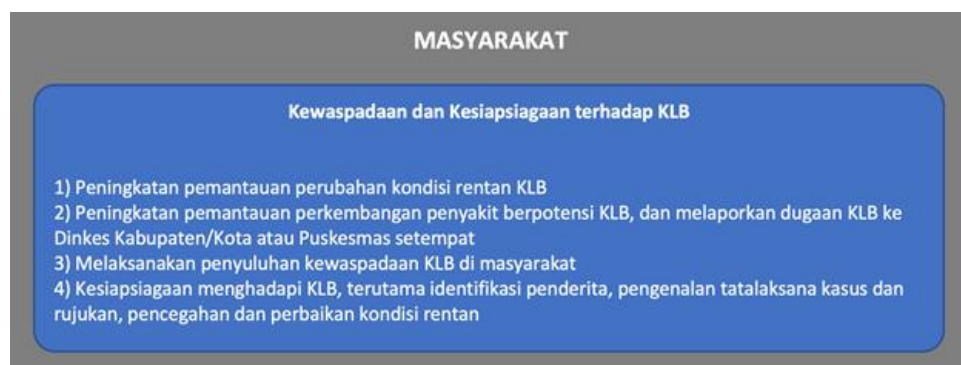 MASYARAKAT
Kewaspadaan dan Kesiapsiagaan terhadap KLB
1) Peningkatan pemantauan perubahan kondisi rentan KLB
2) Peningkatan pemantauan perkembangan penyakit berpotensi KLB, dan melaporkan dugaan KLB ke
Dinkes Kabupaten/Kota atau Puskesmas setempat
3) Melaksanakan penyuluhan kewaspadaan KLB di masyarakat
4) Kesiapsiagaan menghadapi KLB, terutama identifikasi penderita, pengenalan tatalaksana kasus dan
rujukan, pencegahan dan perbaikan kondisi rentan